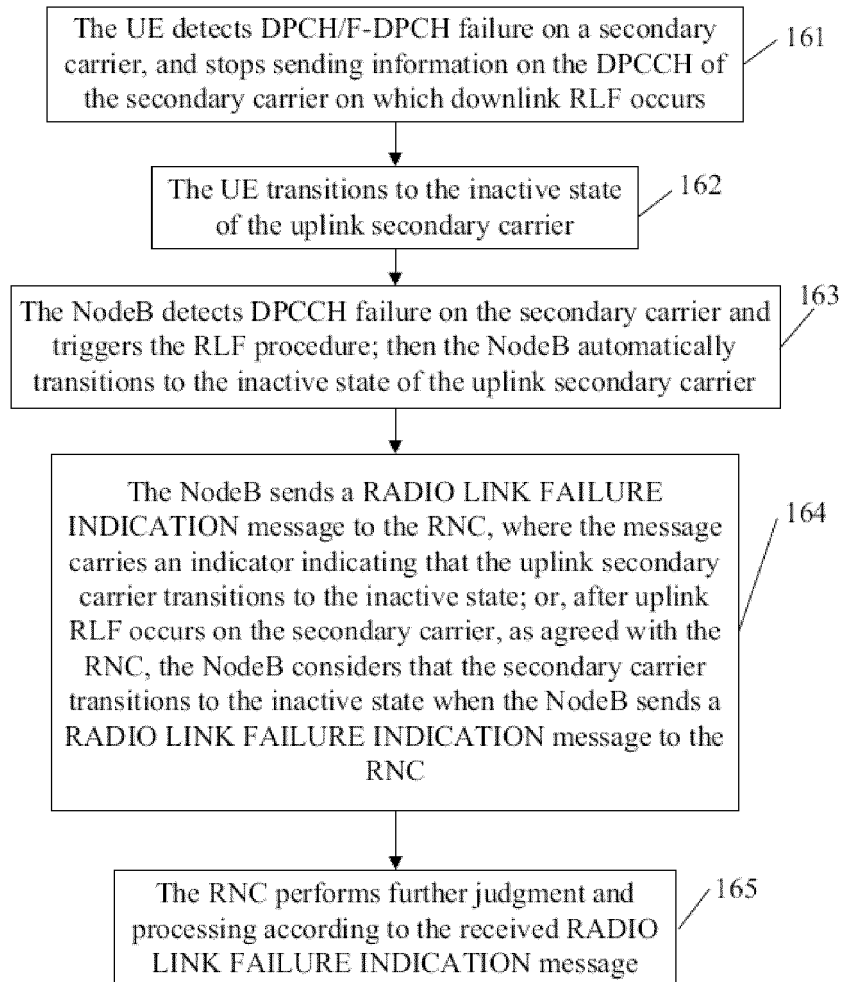 The UE detects DPCH/F-DPCH failure on a secondary
carrier, and stops sending information on the DPCCH of
the secondary carrier on which downlink RLF occurs
161
The UE transitions to the inactive state
of the uplink secondary carrier
162
The NodeB detects DPCCH failure on the secondary carrier and
triggers the RLF procedure; then the NodeB automatically
transitions to the inactive state of the uplink secondary carrier
163
The NodeB sends a RADIO LINK FAILURE
INDICATION message to the RNC, where the message
carries an indicator indicating that the uplink secondary
carrier transitions to the inactive state; or, after uplink
RLF occurs on the secondary carrier, as agreed with the
RNC, the NodeB considers that the secondary carrier
transitions to the inactive state when the NodeB sends a
RADIO LINK FAILURE INDICATION message to the
RNC
164
The RNC performs further judgment and
processing according to the received RADIO
LINK FAILURE INDICATION message
165